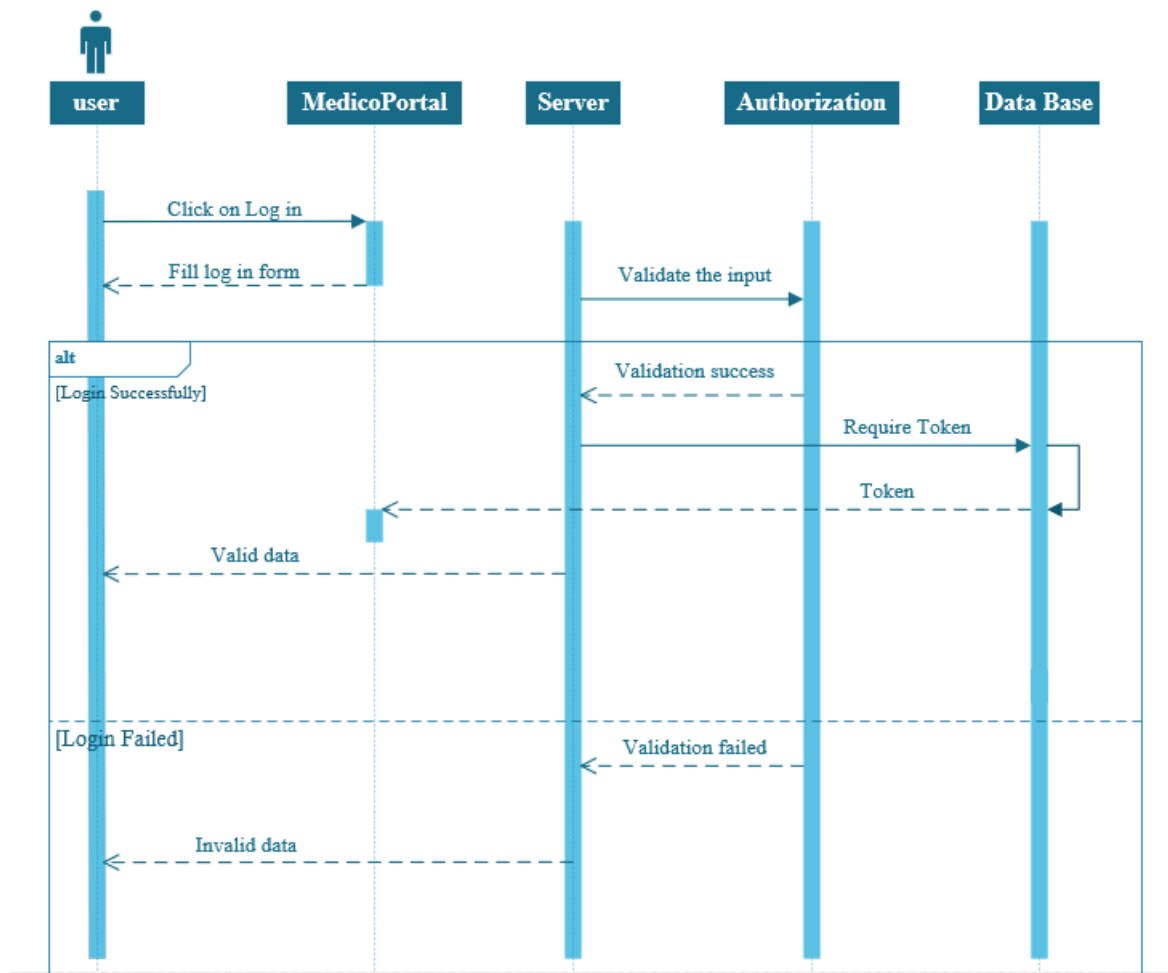 user
MedicoPortal
Server
Authorization
Data Base
Click on Log in
Fill log in form
Validate the input
alt
[Login Successfully]
Validation success
Require Token
Token
Valid data
[Login Failed]
Validation failed
Invalid data